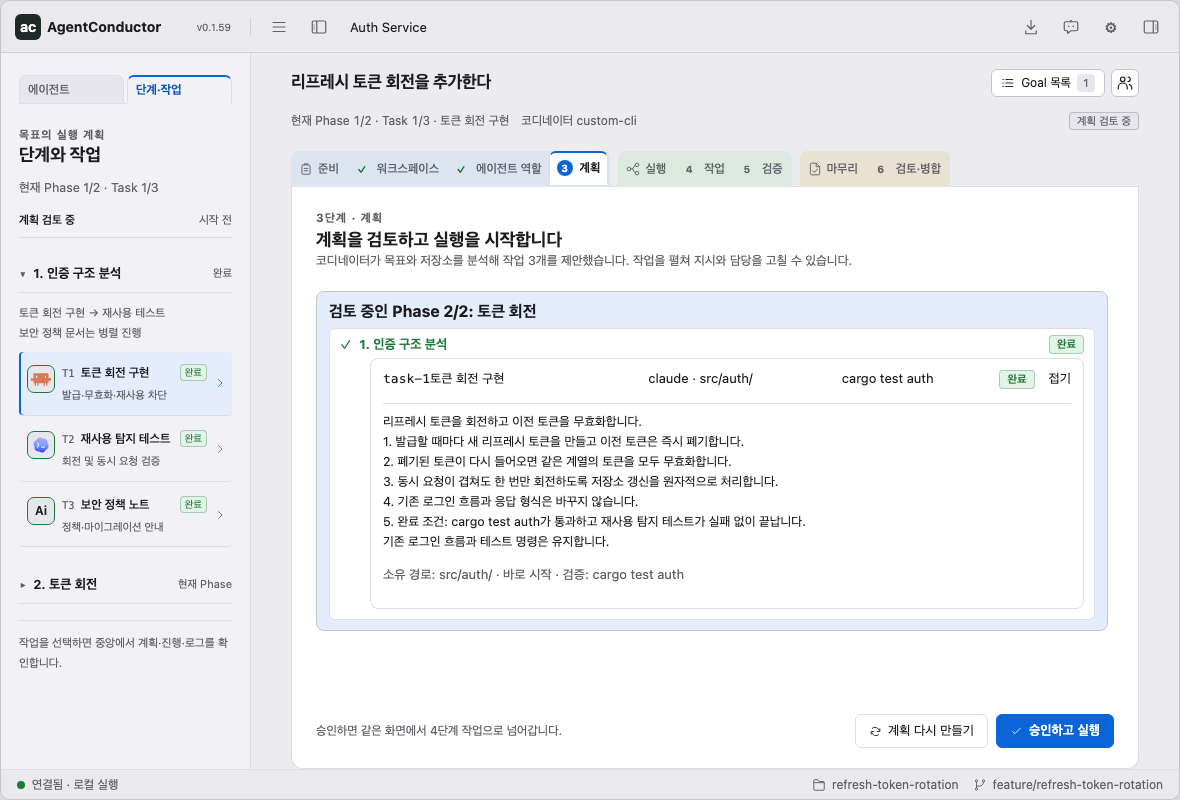 ac AgentConductor v0.1.59 Auth Service
에이전트 단계·작업
목표의 실행 계획
단계와 작업
현재 Phase 1/2 · Task 1/3
계획 검토 중 시작 전
▾ 1. 인증 구조 분석 완료
토큰 회전 구현 → 재사용 테스트
보안 정책 문서는 병렬 진행
T1 토큰 회전 구현 완료
발급·무효화·재사용 차단
T2 재사용 탐지 테스트 완료
회전 및 동시 요청 검증
Ai T3 보안 정책 노트 완료
정책·마이그레이션 안내
▸ 2. 토큰 회전 현재 Phase
작업을 선택하면 중앙에서 계획·진행·로그를 확
인합니다.
리프레시 토큰 회전을 추가한다
Goal 목록 1
현재 Phase 1/2 · Task 1/3 · 토큰 회전 구현 코디네이터 custom-cli
계획 검토 중
준비 ✓ 워크스페이스 ✓ 에이전트 역할 3 계획 실행 4 작업 5 검증 마무리 6 검토·병합
3단계 · 계획
계획을 검토하고 실행을 시작합니다
코디네이터가 목표와 저장소를 분석해 작업 3개를 제안했습니다. 작업을 펼쳐 지시와 담당을 고칠 수 있습니다.
검토 중인 Phase 2/2: 토큰 회전
✓ 1. 인증 구조 분석 완료
task-1토큰 회전 구현 claude · src/auth/ cargo test auth 완료 접기
리프레시 토큰을 회전하고 이전 토큰을 무효화합니다.
1. 발급할 때마다 새 리프레시 토큰을 만들고 이전 토큰은 즉시 폐기합니다.
2. 폐기된 토큰이 다시 들어오면 같은 계열의 토큰을 모두 무효화합니다.
3. 동시 요청이 겹쳐도 한 번만 회전하도록 저장소 갱신을 원자적으로 처리합니다.
4. 기존 로그인 흐름과 응답 형식은 바꾸지 않습니다.
5. 완료 조건: cargo test auth가 통과하고 재사용 탐지 테스트가 실패 없이 끝납니다.
기존 로그인 흐름과 테스트 명령은 유지합니다.
소유 경로: src/auth/ · 바로 시작 · 검증: cargo test auth
승인하면 같은 화면에서 4단계 작업으로 넘어갑니다.
계획 다시 만들기 ✓ 승인하고 실행
연결됨 · 로컬 실행 refresh-token-rotation feature/refresh-token-rotation